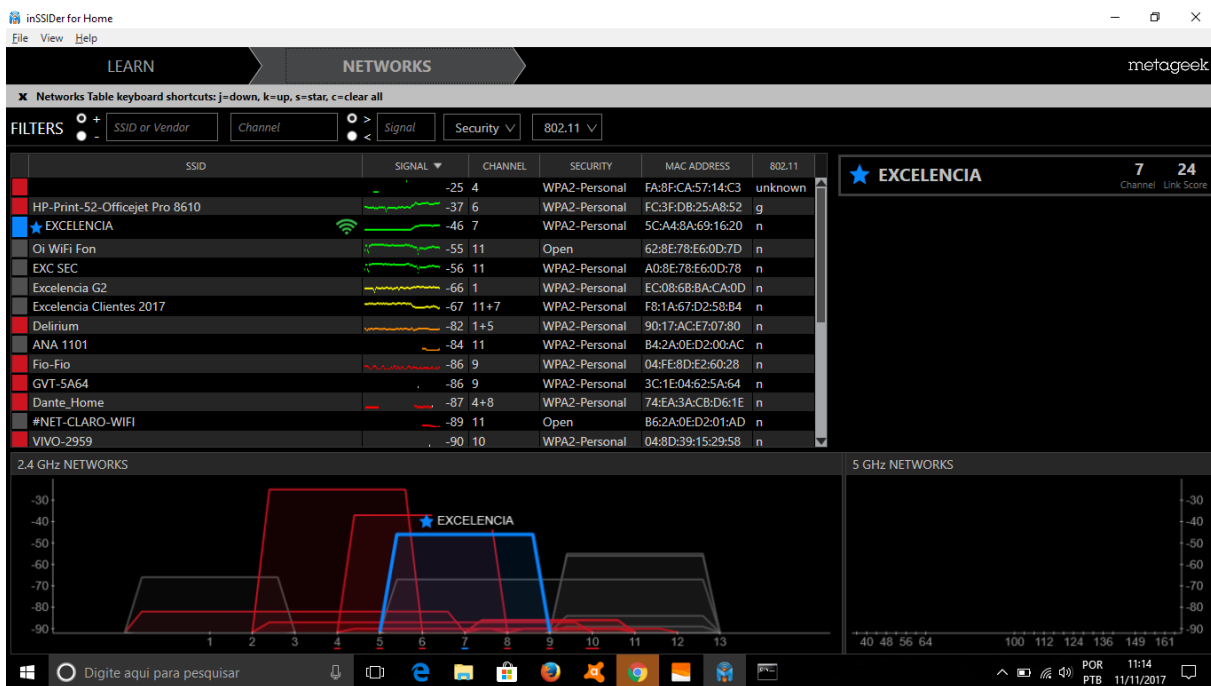 inSSIDer for Home
File View Help
LEARN NETWORKS metageek
X Networks Table keyboard shortcuts: j=down, k=up, s=star, c=clear all
FILTERS + - SSID or Vendor Channel > < Signal Security 802.11
SSID SIGNAL CHANNEL SECURITY MAC ADDRESS 802.11
-25 4 WPA2-Personal FA:8F:CA:57:14:C3 unknown
HP-Print-52-Officejet Pro 8610 -37 6 WPA2-Personal FC:3F:DB:25:A8:52 g
EXCELENCIA -46 7 WPA2-Personal 5C:A4:8A:69:16:20 n
Oi WiFi Fon -55 11 Open 62:8E:78:E6:0D:7D n
EXC SEC -56 11 WPA2-Personal A0:8E:78:E6:0D:78 n
Excelencia G2 -66 1 WPA2-Personal EC:08:6B:BA:CA:0D n
Excelencia Clientes 2017 -67 11+7 WPA2-Personal F8:1A:67:D2:58:B4 n
Delirium -82 1+5 WPA2-Personal 90:17:AC:E7:07:80 n
ANA 1101 -84 11 WPA2-Personal B4:2A:0E:D2:00:AC n
Fio-Fio -86 9 WPA2-Personal 04:FE:8D:E2:60:28 n
GVT-5A64 -86 9 WPA2-Personal 3C:1E:04:62:5A:64 n
Dante_Home -87 4+8 WPA2-Personal 74:EA:3A:CB:D6:1E n
#NET-CLARO-WIFI -89 11 Open B6:2A:0E:D2:01:AD n
VIVO-2959 -90 10 WPA2-Personal 04:8D:39:15:29:58 n
EXCELENCIA 7 24
Channel Link Score
2.4 GHz NETWORKS
-30
-40
-50
-60
-70
-80
-90
EXCELENCIA
1 2 3 4 5 6 7 8 9 10 11 12 13
5 GHz NETWORKS
-30
-40
-50
-60
-70
-80
-90
40 48 56 64 100 112 124 136 149 161
Digite aqui para pesquisar
POR
PTB
11:14
11/11/2017